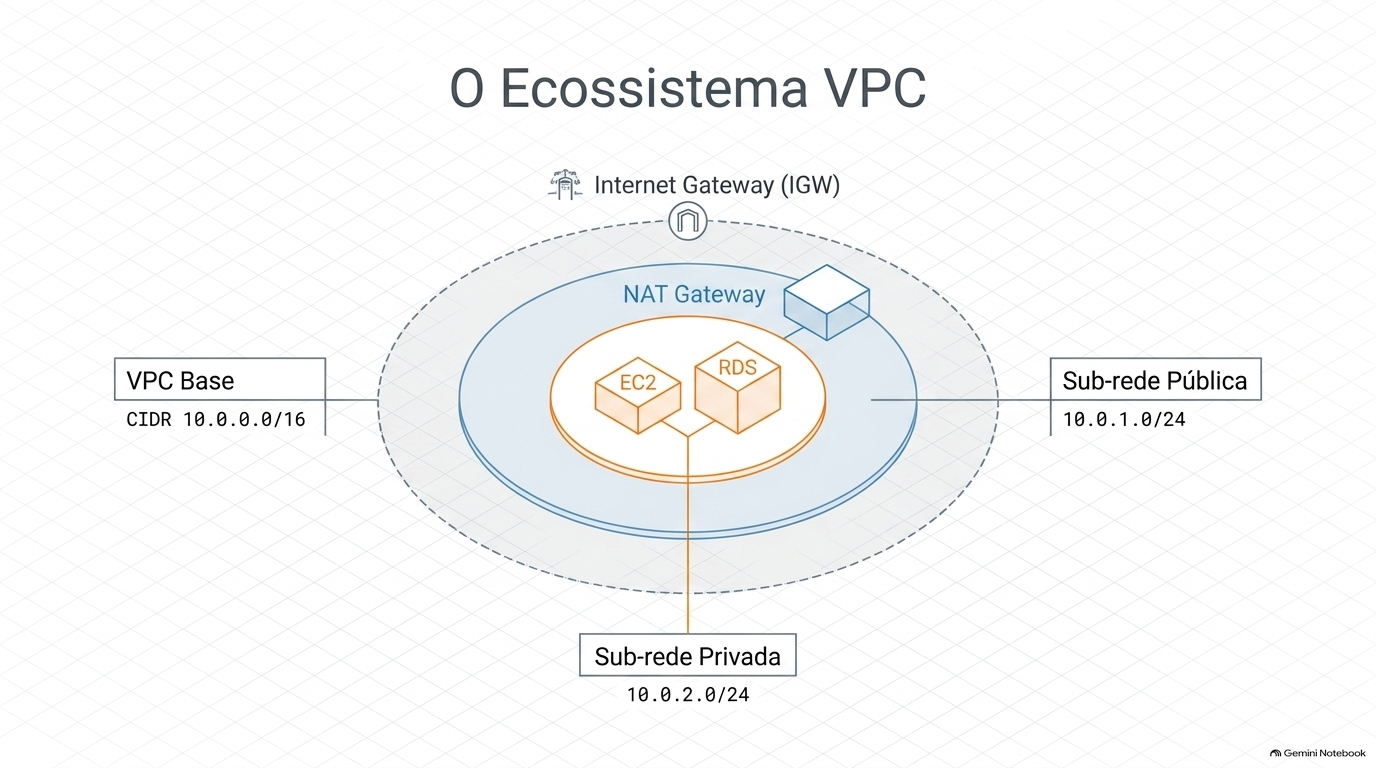 O Ecossistema VPC
Internet Gateway (IGW)
NAT Gateway
EC2
RDS
VPC Base
CIDR 10.0.0.0/16
Sub-rede Pública
10.0.1.0/24
Sub-rede Privada
10.0.2.0/24
Gemini Notebook